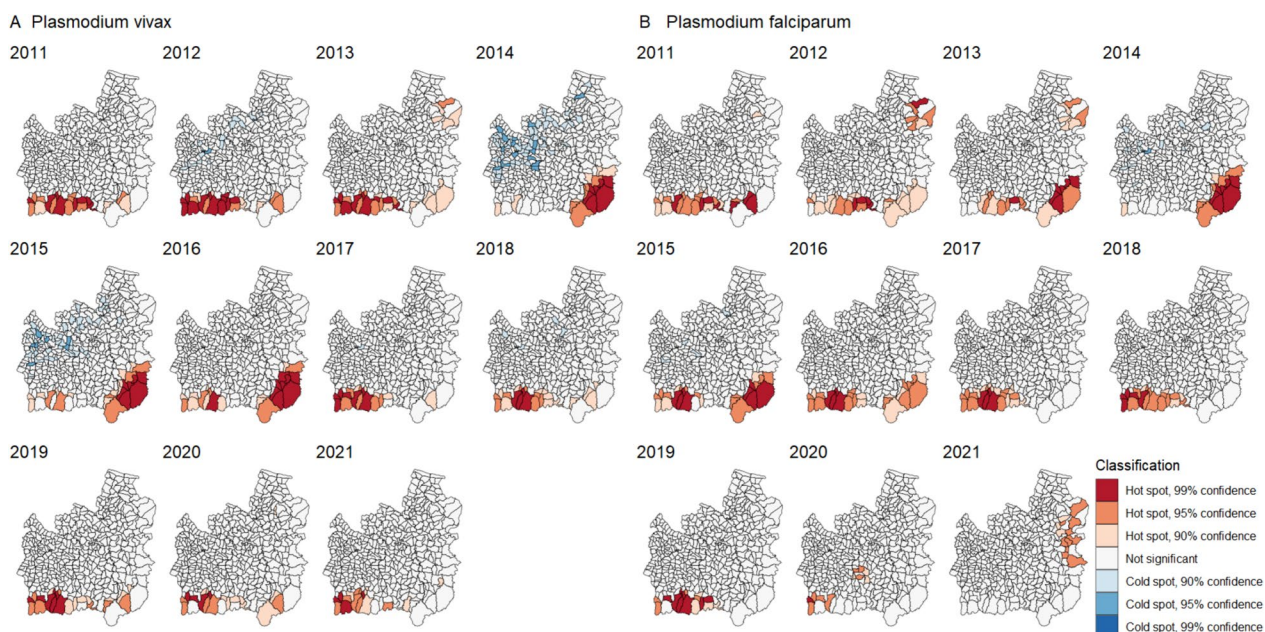 A Plasmodium vivax
B Plasmodium falciparum
2011
2012
2013
2014
2011
2012
2013
2014
2015
2016
2017
2018
2015
2016
2017
2018
2019
2020
2021
2019
2020
2021
Classification
Hot spot, 99% confidence
Hot spot, 95% confidence
Hot spot, 90% confidence
Not significant
Cold spot, 90% confidence
Cold spot, 95% confidence
Cold spot, 99% confidence